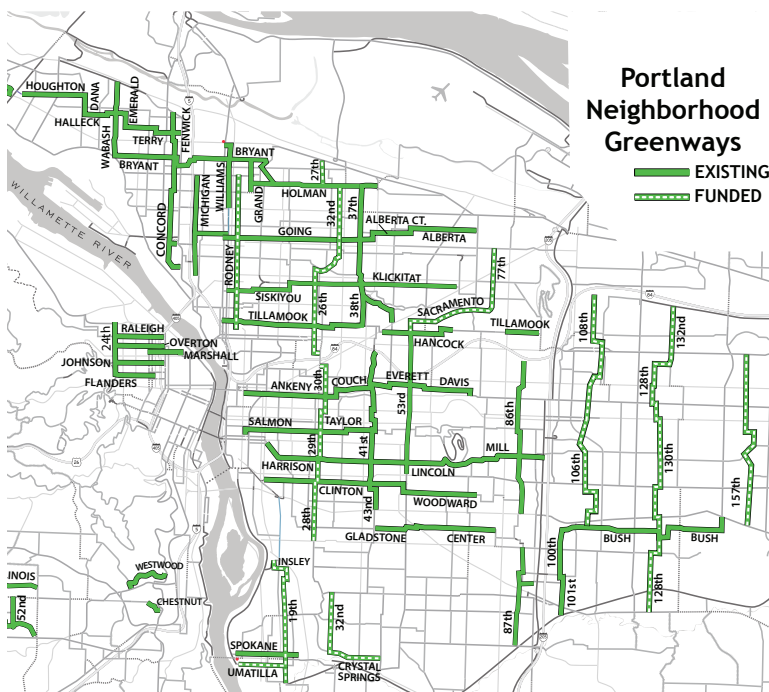 Portland
Neighborhood
Greenways
EXISTING
FUNDED
HOUGHTON
DANA
EMERALD
HALLECK
WABASH
TERRY
FENWICK
BRYANT
BRYANT
27th
WILLIAMS
MICHIGAN
GRAND
HOLMAN
32nd
37th
WILLAMETTE RIVER
CONCORD
ALBERTA CT.
GOING
ALBERTA
RODNEY
77th
KLICKITAT
SISKIYOU
26th
38th
SACRAMENTO
TILLAMOOK
TILLAMOOK
HANCOCK
108th
132nd
24th
RALEIGH
OVERTON
MARSHALL
JOHNSON
FLANDERS
30th
COUCH
EVERETT
DAVIS
ANKENY
128th
53rd
86th
SALMON
TAYLOR
29th
41st
MILL
HARRISON
LINCOLN
106th
130th
157th
CLINTON
WOODWARD
28th
43nd
GLADSTONE
CENTER
BUSH
BUSH
100th
101st
128th
INSLEY
WESTWOOD
INOIS
CHESTNUT
52nd
19th
32nd
87th
SPOKANE
UMATILLA
CRYSTAL
SPRINGS
26
84